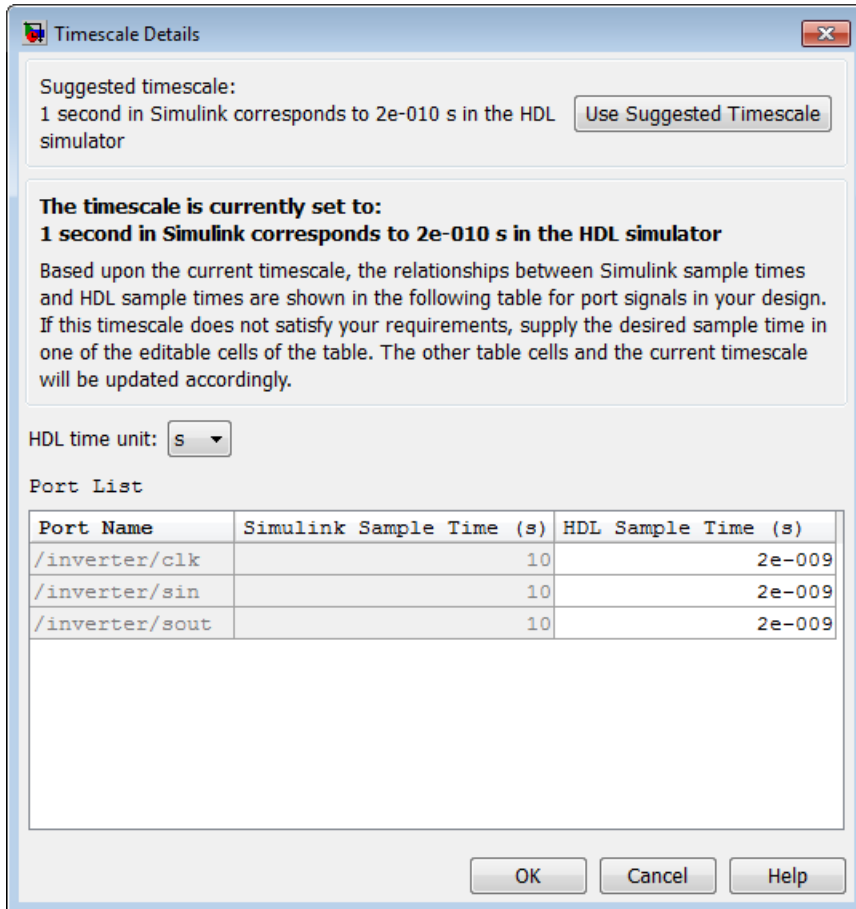 Timescale Details
Suggested timescale:
1 second in Simulink corresponds to 2e-010 s in the HDL
simulator
Use Suggested Timescale
The timescale is currently set to:
1 second in Simulink corresponds to 2e-010 s in the HDL simulator
Based upon the current timescale, the relationships between Simulink sample times
and HDL sample times are shown in the following table for port signals in your design.
If this timescale does not satisfy your requirements, supply the desired sample time in
one of the editable cells of the table. The other table cells and the current timescale
will be updated accordingly.
HDL time unit: s
Port List
Port Name Simulink Sample Time (s) HDL Sample Time (s)
/inverter/clk 10 2e-009
/inverter/sin 10 2e-009
/inverter/sout 10 2e-009
OK Cancel Help